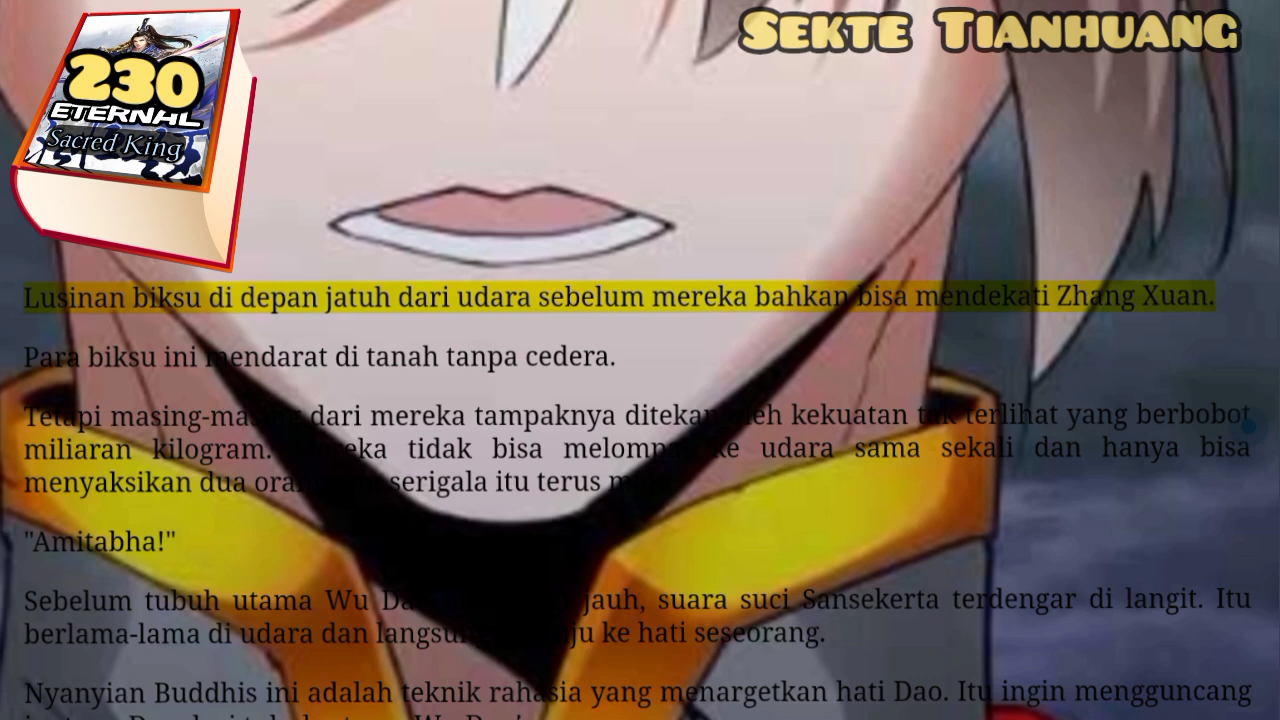 Sekte Tianhuang
230
ETERNAL
Sacred King
Lusinan biksu di depan jatuh dari udara sebelum mereka bahkan bisa mendekati Zhang Xuan.
Para biksu ini mendarat di tanah tanpa cedera.
Tetapi masing-masing dari mereka tampaknya ditekan oleh kekuatan tak terlihat yang berbobot
miliaran kilogram. Mereka tidak bisa melompat ke udara sama sekali dan hanya bisa
menyaksikan dua serigala itu terus
"Amitabha!"
Sebelum tubuh utama Wu jauh, suara suci Sansekerta terdengar di langit. Itu
berlama-lama di udara dan langsung ke hati seseorang.
Nyanyian Buddhis ini adalah teknik rahasia yang menargetkan hati Dao. Itu ingin mengguncang